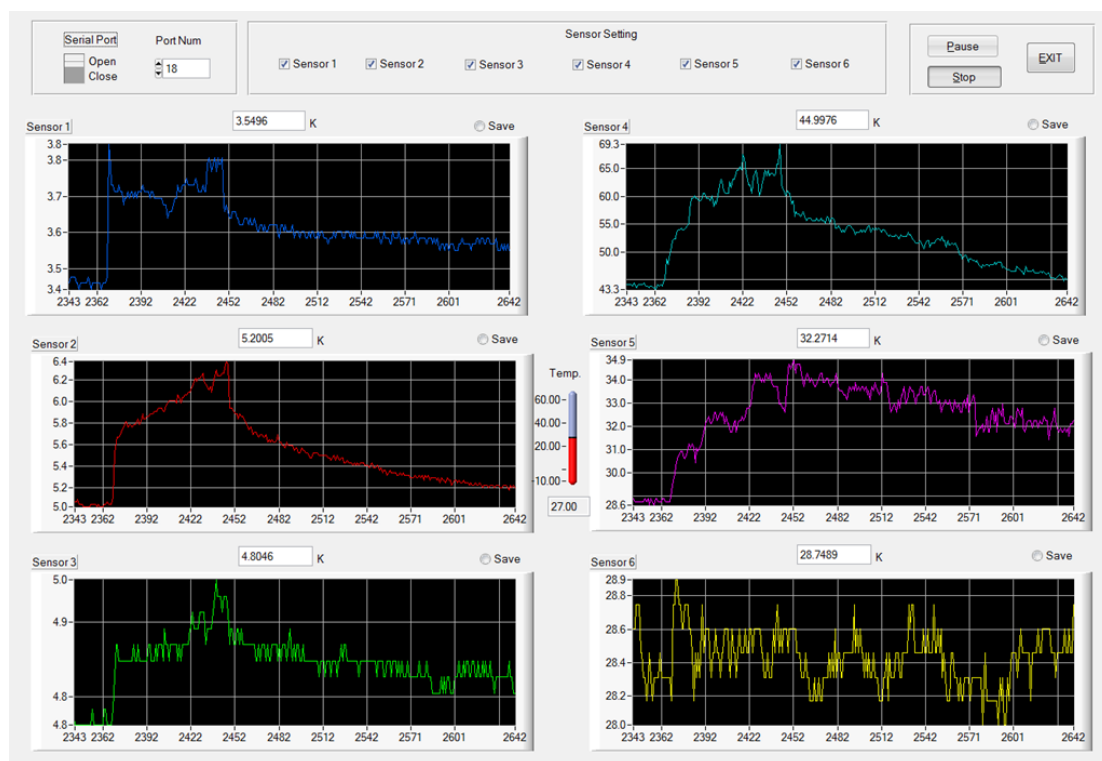 Serial Port Port Num
Open
Close
18
Sensor Setting
Sensor 1 Sensor 2 Sensor 3 Sensor 4 Sensor 5 Sensor 6
Pause
Stop
EXIT
Sensor 1 3.5496 K Save
3.8
3.8
3.7
3.6
3.5
3.4
2343 2362 2392 2422 2452 2482 2512 2542 2571 2601 2642
Sensor 4 44.9976 K Save
69.3
65.0
60.0
55.0
50.0
43.3
2343 2362 2392 2422 2452 2482 2512 2542 2571 2601 2642
Sensor 2 5.2005 K Save
6.4
6.2
6.0
5.8
5.6
5.4
5.2
5.0
2343 2362 2392 2422 2452 2482 2512 2542 2571 2601 2642
Temp.
60.00
40.00
20.00
-10.00
27.00
Sensor 5 32.2714 K Save
34.9
34.0
33.0
32.0
31.0
30.0
28.6
2343 2362 2392 2422 2452 2482 2512 2542 2571 2601 2642
Sensor 3 4.8046 K Save
5.0
4.9
4.8
4.8
2343 2362 2392 2422 2452 2482 2512 2542 2571 2601 2642
Sensor 6 28.7489 K Save
28.9
28.8
28.6
28.4
28.2
28.0
2343 2362 2392 2422 2452 2482 2512 2542 2571 2601 2642